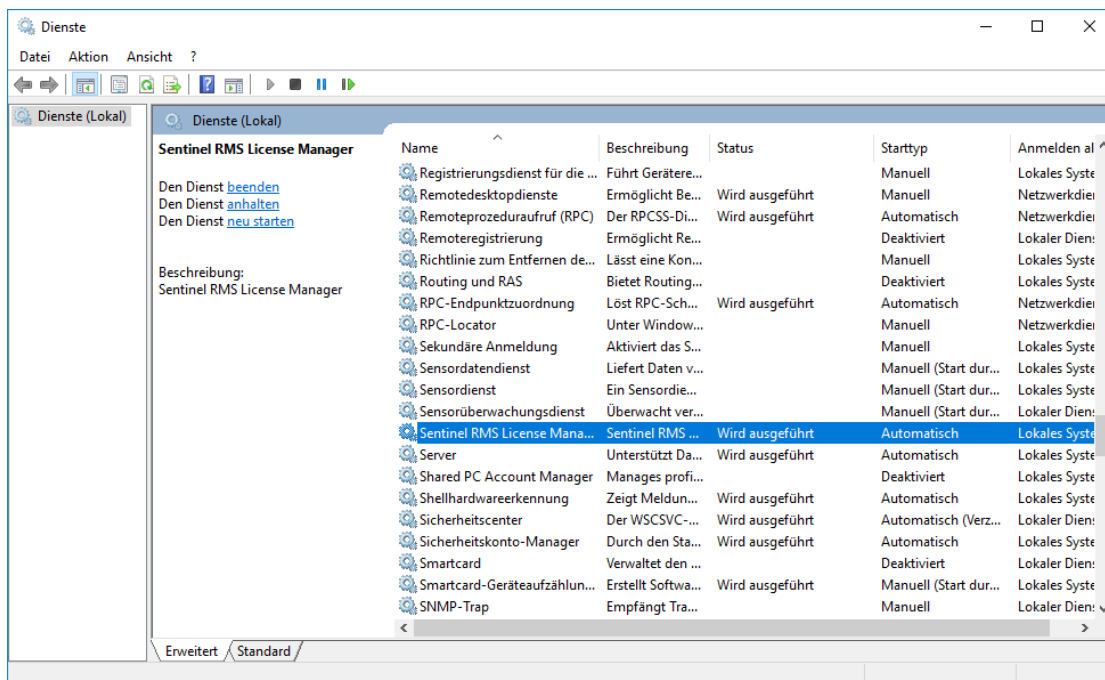 Dienste
Datei Aktion Ansicht ?
Dienste (Lokal)
Dienste (Lokal)
Sentinel RMS License Manager
Den Dienst beenden
Den Dienst anhalten
Den Dienst neu starten
Beschreibung:
Sentinel RMS License Manager
Name Beschreibung Status Starttyp Anmelden al
Registrierungsdienst für die ... Führt Gerätere... Manuell Lokales Syste
Remotedesktopdienste Ermöglicht Be... Wird ausgeführt Manuell Netzwerkdien
Remoteprozeduraufruf (RPC) Der RPCSS-Di... Wird ausgeführt Automatisch Netzwerkdien
Remoteregistrierung Ermöglicht Re... Deaktiviert Lokaler Diens
Richtlinie zum Entfernen de... Lässt eine Kon... Manuell Lokales Syste
Routing und RAS Bietet Routing... Deaktiviert Lokales Syste
RPC-Endpunktzuordnung Löst RPC-Sch... Wird ausgeführt Automatisch Netzwerkdien
RPC-Locator Unter Window... Manuell Netzwerkdien
Sekundäre Anmeldung Aktiviert das S... Manuell Lokales Syste
Sensordatendienst Liefert Daten v... Manuell (Start dur... Lokales Syste
Sensordienst Ein Sensordie... Manuell (Start dur... Lokales Syste
Sensorüberwachungsdienst Überwacht ver... Manuell (Start dur... Lokaler Diens
Sentinel RMS License Mana... Sentinel RMS ... Wird ausgeführt Automatisch Lokales Syste
Server Unterstützt Da... Wird ausgeführt Automatisch Lokales Syste
Shared PC Account Manager Manages profi... Deaktiviert Lokales Syste
Shellhardwareerkennung Zeigt Meldun... Wird ausgeführt Automatisch Lokales Syste
Sicherheitscenter Der WSCSVC-... Wird ausgeführt Automatisch (Verz... Lokaler Diens
Sicherheitskonto-Manager Durch den Sta... Wird ausgeführt Automatisch Lokales Syste
Smartcard Verwaltet den ... Deaktiviert Lokaler Diens
Smartcard-Geräteaufzählun... Erstellt Softwa... Wird ausgeführt Manuell (Start dur... Lokales Syste
SNMP-Trap Empfängt Tra... Manuell Lokaler Diens
Erweitert Standard